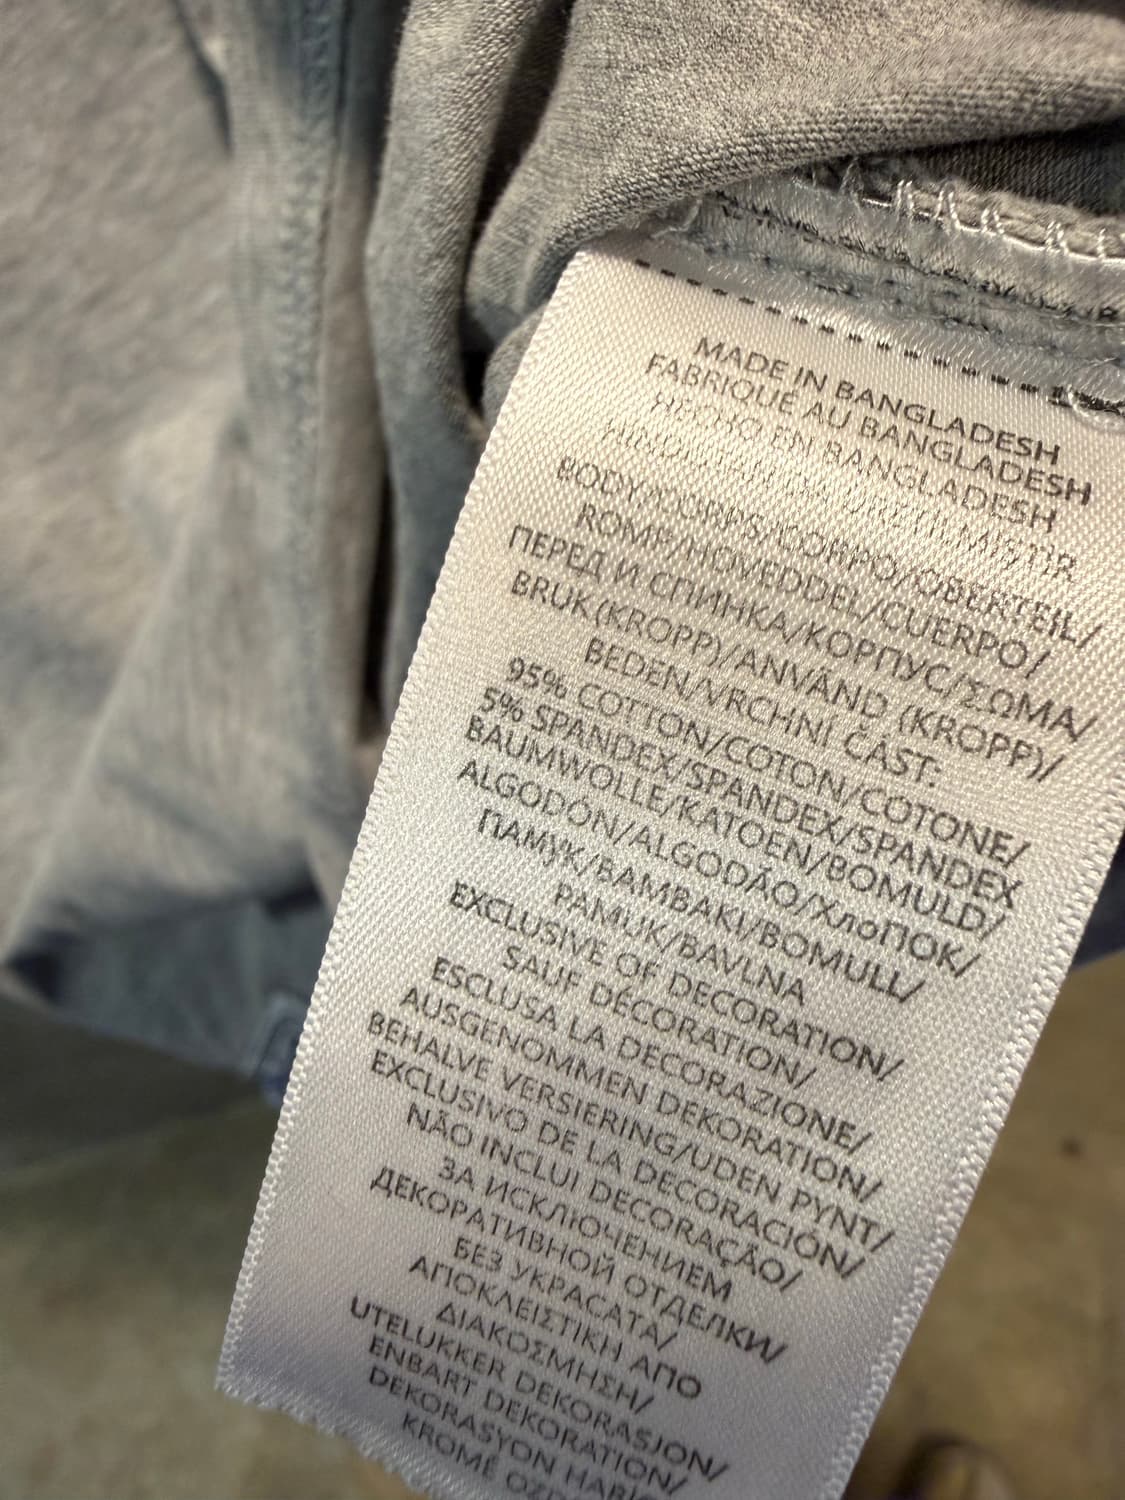 MADE IN BANGLADESH
FABRIQUÉ AU BANGLADESH
HECHO EN BANGLADESH
BODY/CORPS/CORPO/OBERTEIL/
ROMP/HOVEDDEL/CUERPO/
ПЕРЕД И СПИНКА/КОРПУС/ΣΩΜΑ/
BRUK(KROPP)/ANVÄND (KROPP)/
BEDEN/VRCHNÍ ČÁST:
95% COTTON/COTON/COTONE/
5% SPANDEX/SPANDEX/SPANDEX
BAUMWOLLE/KATOEN/BOMULD/
ALGODÓN/ALGODÃO/ХлоПОК/
ПАМУК/BAMBAKI/BOMULL/
PAMUK/BAVLNA
EXCLUSIVE OF DECORATION/
SAUF DÉCORATION/
ESCLUSA LA DECORAZIONE/
AUSGENOMMEN DEKORATION/
BEHALVE VERSIERING/UDEN PYNT/
EXCLUSIVO DE LA DECORACIÓN/
NÃO INCLUI DECORAÇÃO/
ЗА ИСКЛЮЧЕНИЕМ
ДЕКОРАТИВНОЙ ОТДЕЛКИ/
БЕЗ УКРАСАТА/
ΑΠΟΚΛΕΙΣΤΙΚΗ ΑΠΟ
ΔΙΑΚΟΣΜΗΣΗ/
UTELUKKER DEKORASJON/
ENBART DEKORATION/
DEKORASYON
KROMĚ